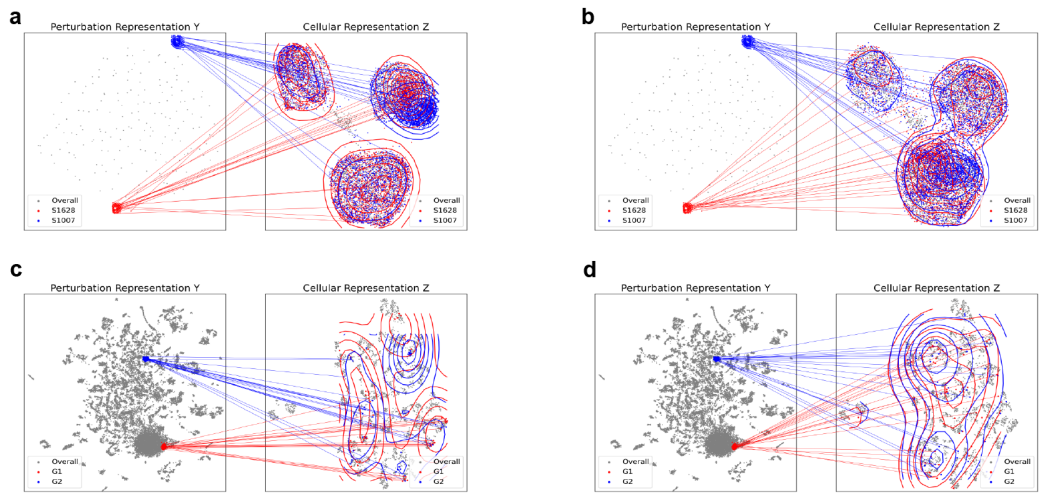 a
Perturbation Representation Y
Cellular Representation Z
Overall
S1628
S1007
Overall
S1628
S1007
b
Perturbation Representation Y
Cellular Representation Z
Overall
S1628
S1007
Overall
S1628
S1007
c
Perturbation Representation Y
Cellular Representation Z
Overall
G1
G2
Overall
G1
G2
d
Perturbation Representation Y
Cellular Representation Z
Overall
G1
G2
Overall
G1
G2